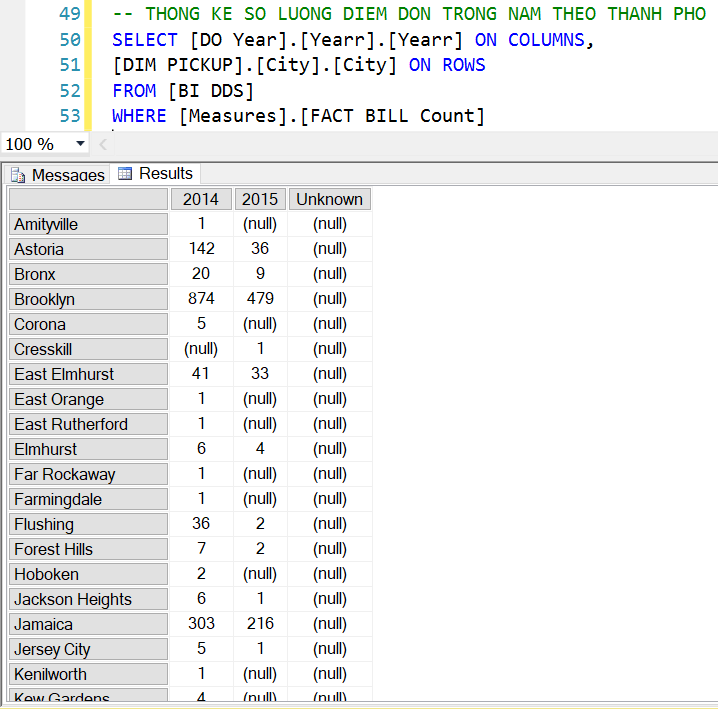 49 -- THONG KE SO LUONG DIEM DON TRONG NAM THEO THANH PHO
50 SELECT [DO Year].[Yearr].[Yearr] ON COLUMNS,
51 [DIM PICKUP].[City].[City] ON ROWS
52 FROM [BI DDS]
53 WHERE [Measures].[FACT BILL Count]
100 %
Messages Results
2014 2015 Unknown
Amityville 1 (null) (null)
Astoria 142 36 (null)
Bronx 20 9 (null)
Brooklyn 874 479 (null)
Corona 5 (null) (null)
Cresskill (null) 1 (null)
East Elmhurst 41 33 (null)
East Orange 1 (null) (null)
East Rutherford 1 (null) (null)
Elmhurst 6 4 (null)
Far Rockaway 1 (null) (null)
Farmingdale 1 (null) (null)
Flushing 36 2 (null)
Forest Hills 7 2 (null)
Hoboken 2 (null) (null)
Jackson Heights 6 1 (null)
Jamaica 303 216 (null)
Jersey City 5 1 (null)
Kenilworth 1 (null) (null)
Kew Gardens 4 (null) (null)